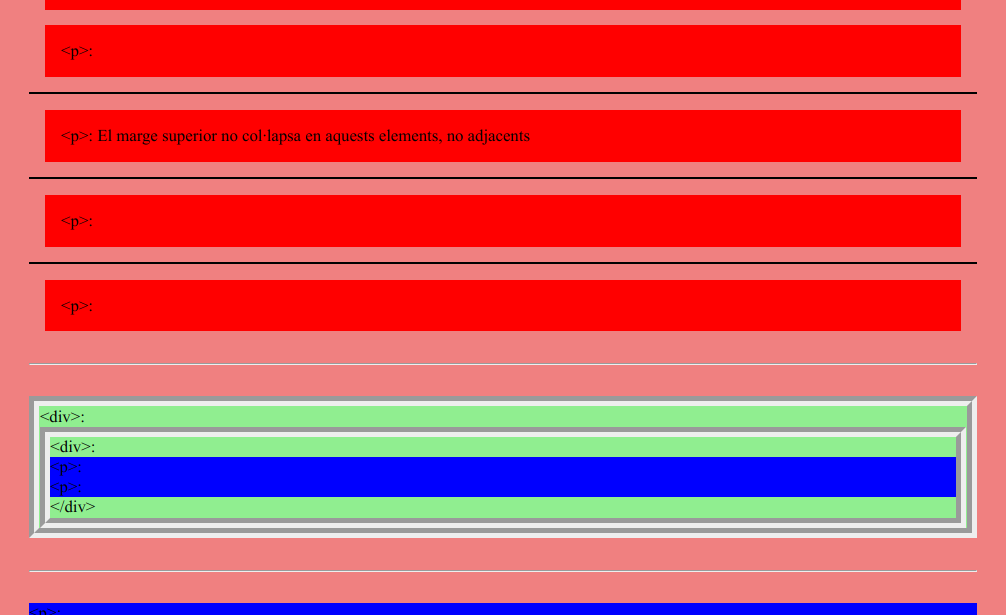 <p>:
<p>: El marge superior no col·lapsa en aquests elements, no adjacents
<p>:
<p>:
<div>:
<div>:
<p>:
<p>:
</div>
<p>: